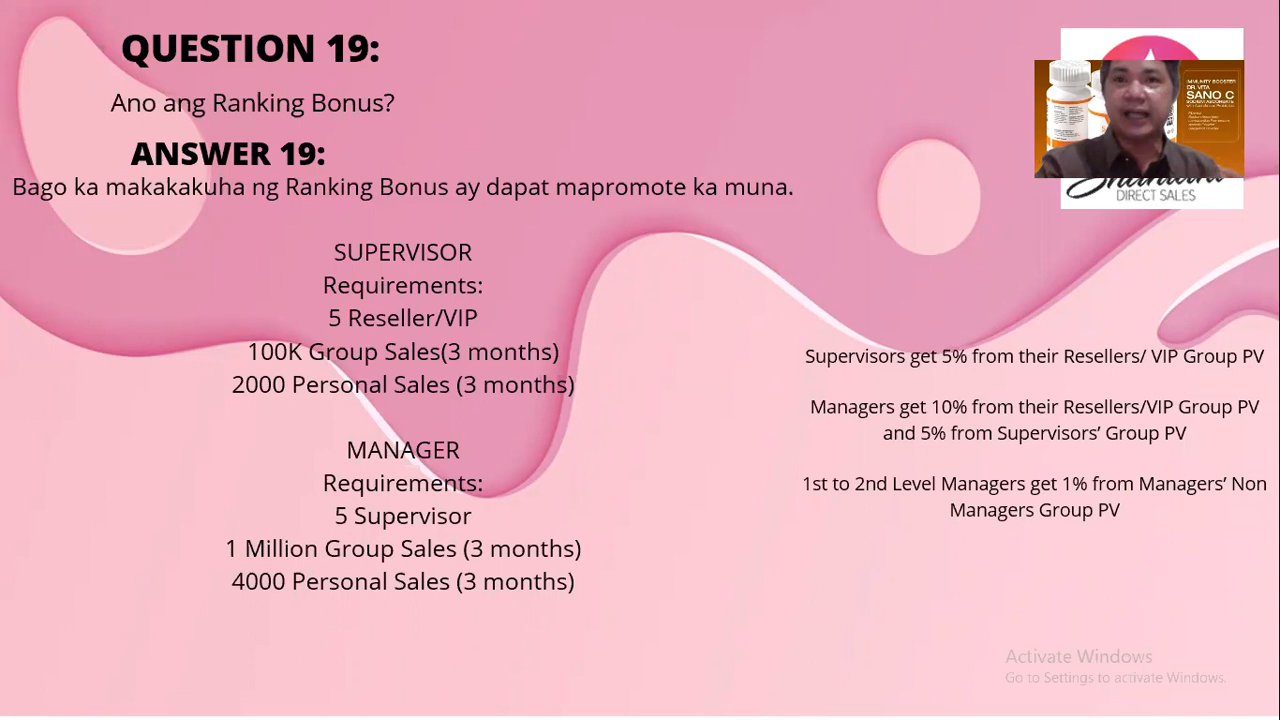 QUESTION 19:
Ano ang Ranking Bonus?
ANSWER 19:
Bago ka makakakuha ng Ranking Bonus ay dapat mapromote ka muna.
SUPERVISOR
Requirements:
5 Reseller/VIP
100K Group Sales(3 months)
2000 Personal Sales (3 months)
MANAGER
Requirements:
5 Supervisor
1 Million Group Sales (3 months)
4000 Personal Sales (3 months)
IMMUNITY BOOSTER
DR. VITA
SANO C
DIRECT SALES
Supervisors get 5% from their Resellers/ VIP Group PV
Managers get 10% from their Resellers/VIP Group PV
and 5% from Supervisors’ Group PV
1st to 2nd Level Managers get 1% from Managers’ Non
Managers Group PV
Activate Windows
Go to Settings to activate Windows.